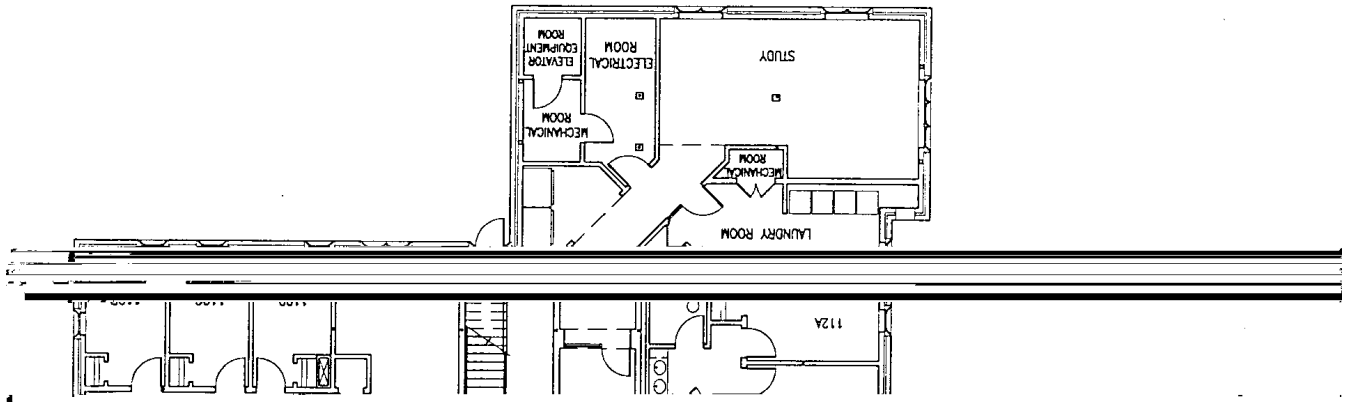 ELEVATOR
EQUIPMENT
ROOM
ELECTRICAL
ROOM
STUDY
MECHANICAL
ROOM
MECHANICAL
ROOM
LAUNDRY ROOM
112A